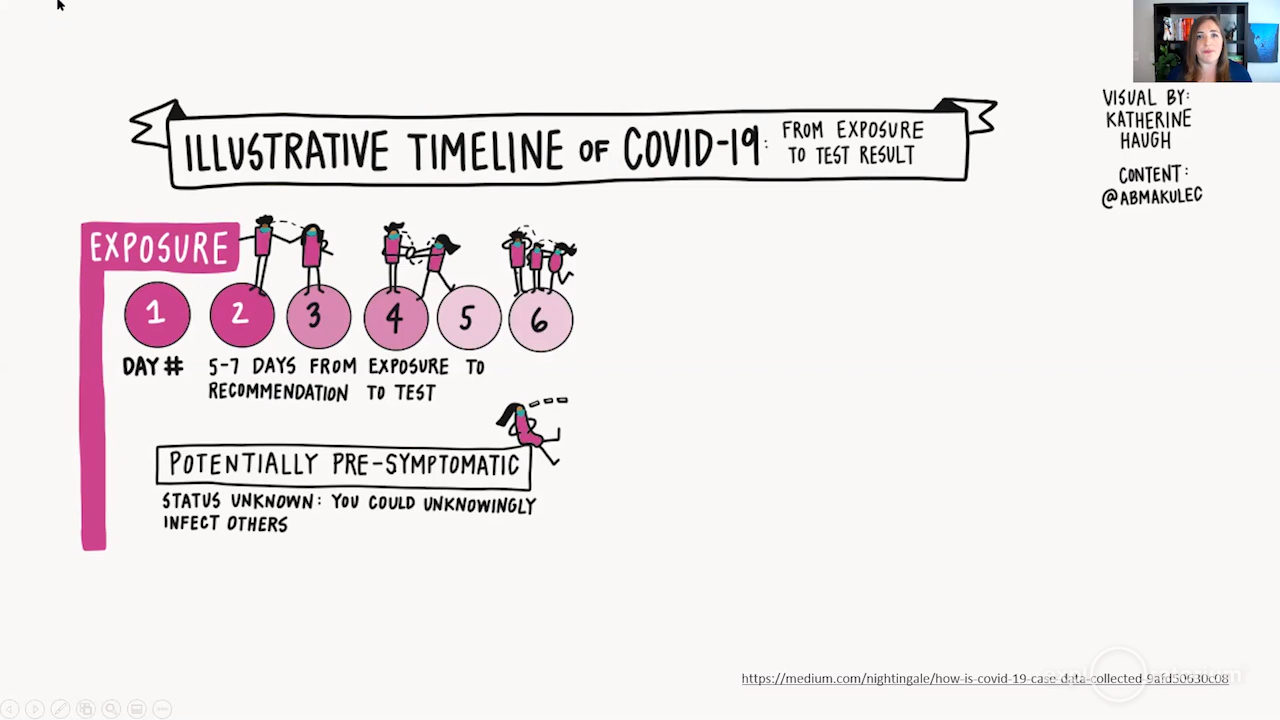 ILLUSTRATIVE TIMELINE OF COVID-19: FROM EXPOSURE
TO TEST RESULT
VISUAL BY:
KATHERINE
HAUGH
CONTENT:
@ABMAKULEC
EXPOSURE
1 2 3 4 5 6
DAY # 5-7 DAYS FROM EXPOSURE TO
RECOMMENDATION TO TEST
POTENTIALLY PRE-SYMPTOMATIC
STATUS UNKNOWN: YOU COULD UNKNOWINGLY
INFECT OTHERS
https://medium.com/nightingale/how-is-covid-19-case-data-collected-9afd50630c08
exploratorium